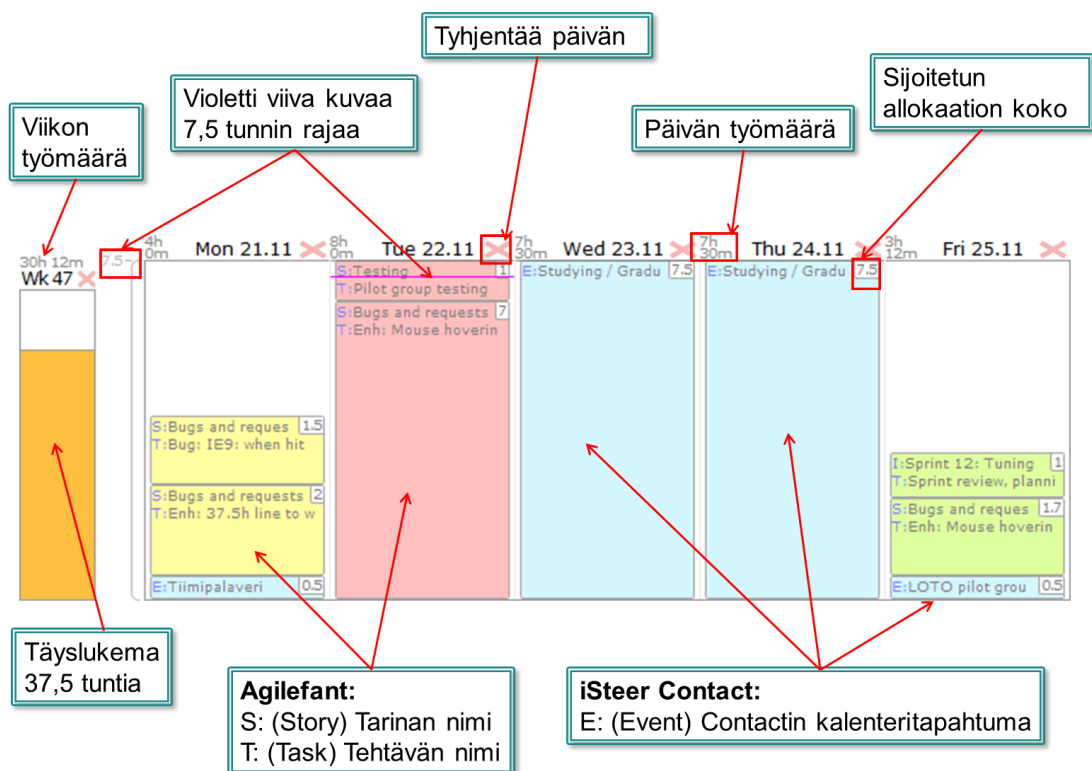 Tyhjentää päivän
Sijoitetun
allokaation koko
Violetti viiva kuvaa
7,5 tunnin rajaa
Päivän työmäärä
Viikon
työmäärä
30h 12m
Wk 47
7.5
4h
0m
Mon 21.11
8h
0m
Tue 22.11
7h
30m
Wed 23.11
7h
30m
Thu 24.11
3h
12m
Fri 25.11
S:Testing 1
T:Pilot group testing
S:Bugs and requests 7
T:Enh: Mouse hoverin
E:Studying / Gradu 7.5
E:Studying / Gradu 7.5
S:Bugs and reques 1.5
T:Bug: IE9: when hit
S:Bugs and requests 2
T:Enh: 37.5h line to w
E:Tiimipalaveri 0.5
I:Sprint 12: Tuning 1
T:Sprint review, planni
S:Bugs and reques 1.7
T:Enh: Mouse hoverin
E:LOTO pilot grou 0.5
Täyslukema
37,5 tuntia
Agilefant:
S: (Story) Tarinan nimi
T: (Task) Tehtävän nimi
iSteer Contact:
E: (Event) Contactin kalenteritapahtuma